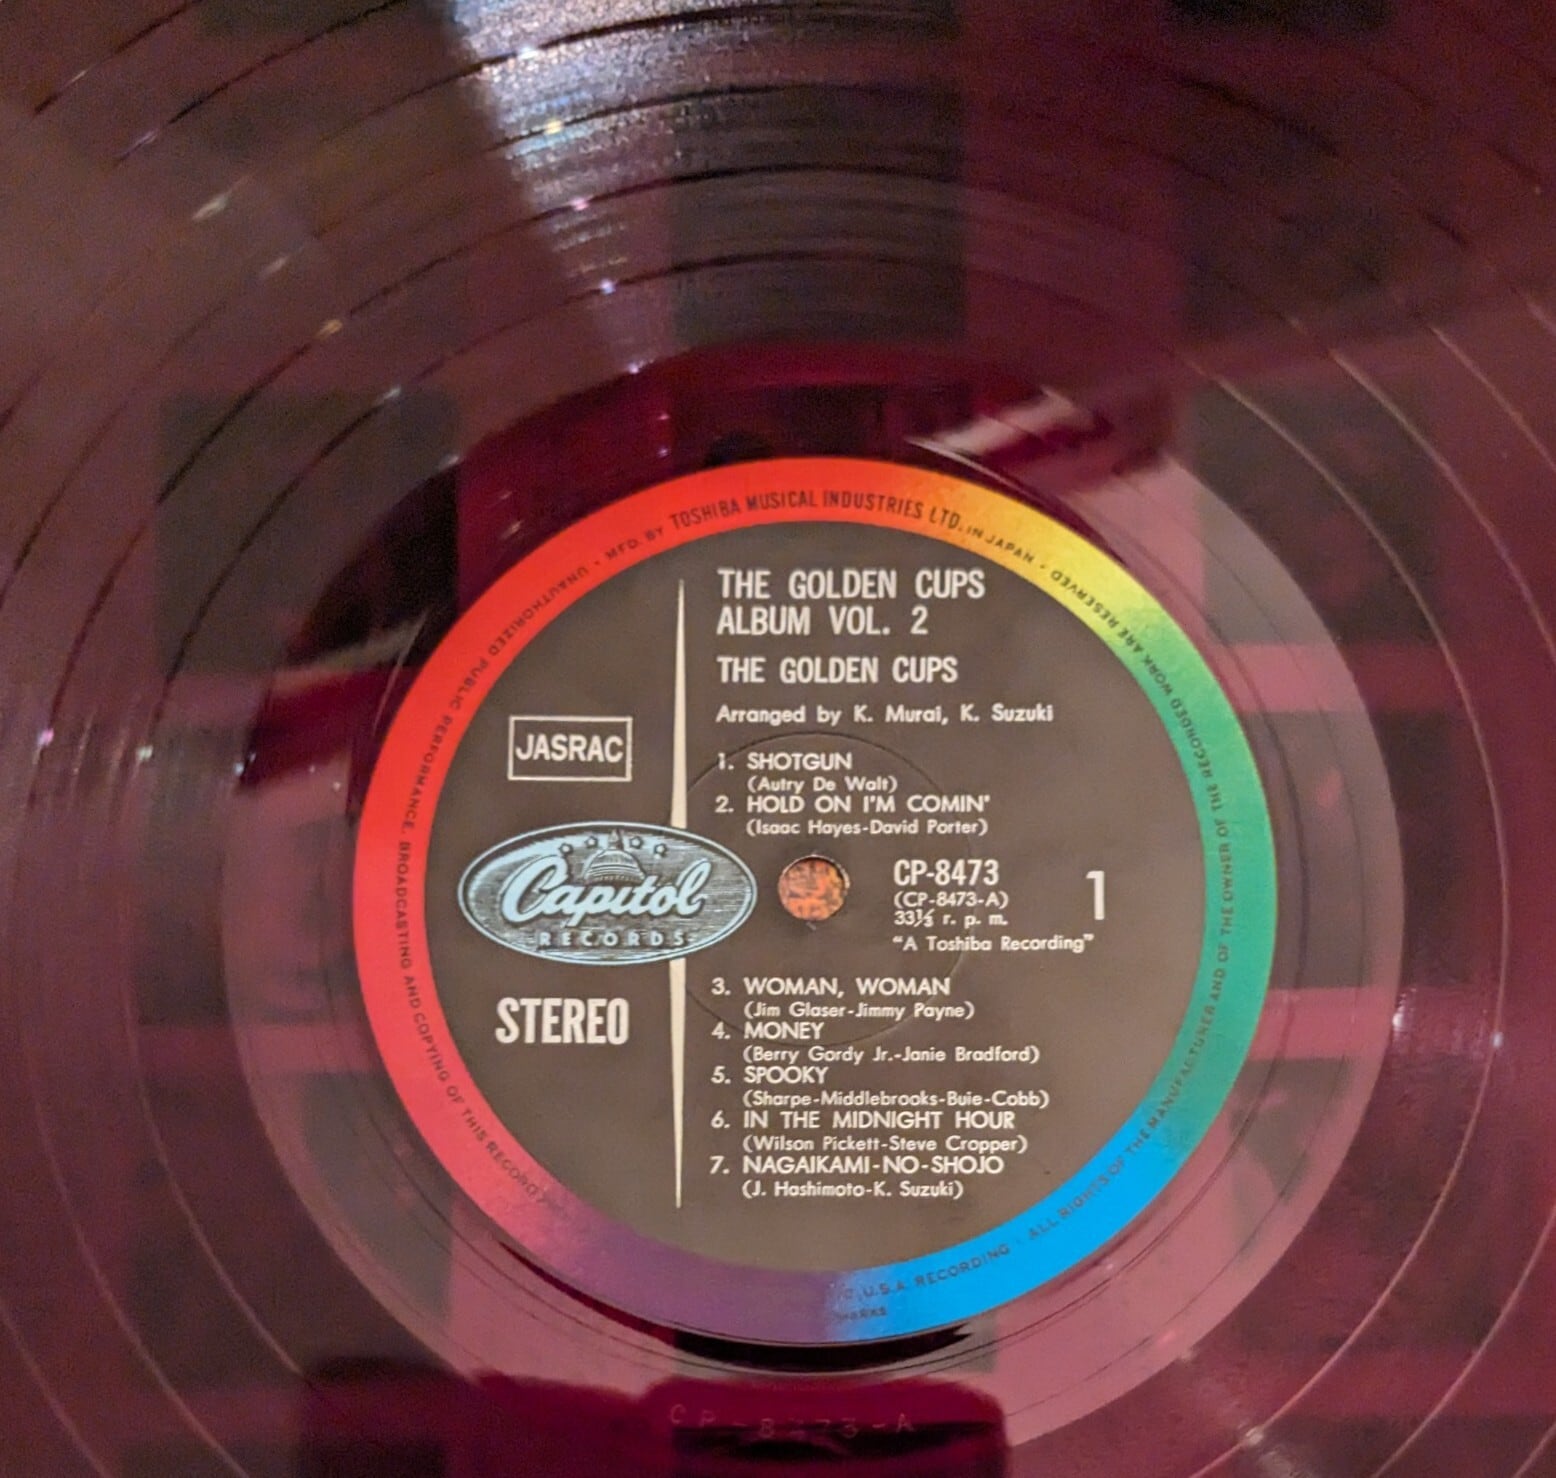 MFD. BY TOSHIBA MUSICAL INDUSTRIES LTD. IN JAPAN · ALL RIGHTS OF THE MANUFACTURER AND OF THE OWNER OF THE RECORDED WORK ARE RESERVED ·
UNAUTHORIZED PUBLIC PERFORMANCE, BROADCASTING AND COPYING OF THIS RECORD
U.S.A. RECORDING
THE GOLDEN CUPS
ALBUM VOL. 2
THE GOLDEN CUPS
Arranged by K. Murai, K. Suzuki
JASRAC
1. SHOTGUN
(Autry De Walt)
2. HOLD ON I'M COMIN'
(Isaac Hayes-David Porter)
Capitol
RECORDS
CP-8473
(CP-8473-A)
33⅓ r. p. m.
"A Toshiba Recording"
1
STEREO
3. WOMAN, WOMAN
(Jim Glaser-Jimmy Payne)
4. MONEY
(Berry Gordy Jr.-Janie Bradford)
5. SPOOKY
(Sharpe-Middlebrooks-Buie-Cobb)
6. IN THE MIDNIGHT HOUR
(Wilson Pickett-Steve Cropper)
7. NAGAIKAMI-NO-SHOJO
(J. Hashimoto-K. Suzuki)
CP-8473-A